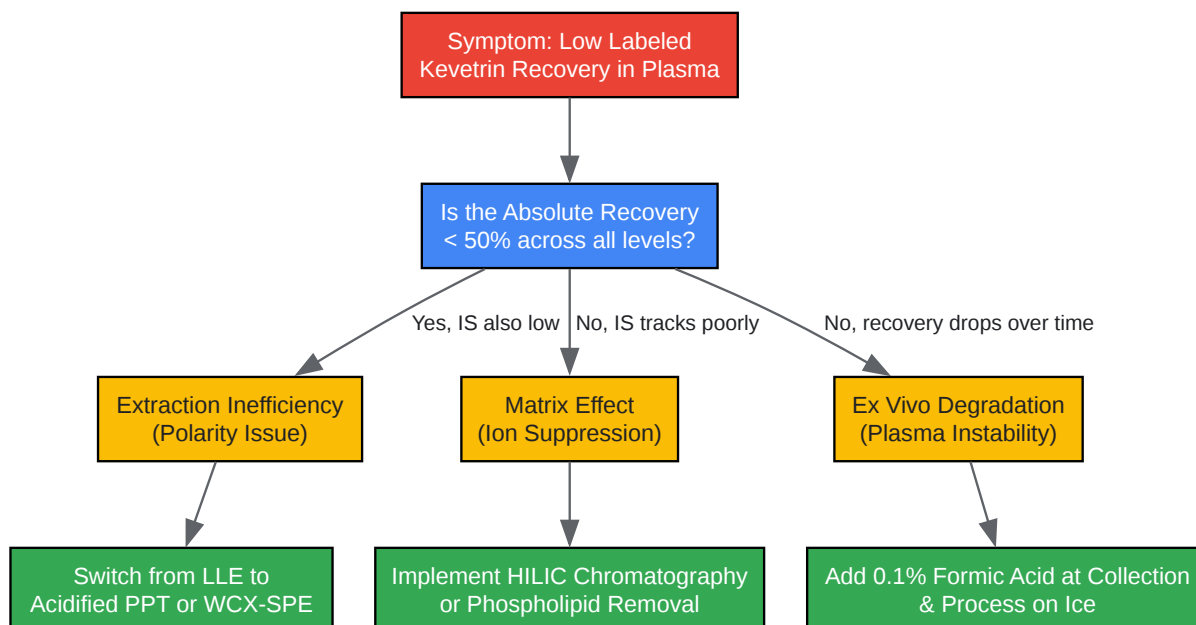 Symptom: Low Labeled
Kevetrin Recovery in Plasma
Is the Absolute Recovery
< 50% across all levels?
Yes, IS also low
No, IS tracks poorly
No, recovery drops over time
Extraction Inefficiency
(Polarity Issue)
Matrix Effect
(Ion Suppression)
Ex Vivo Degradation
(Plasma Instability)
Switch from LLE to
Acidified PPT or WCX-SPE
Implement HILIC Chromatography
or Phospholipid Removal
Add 0.1% Formic Acid at Collection
& Process on Ice